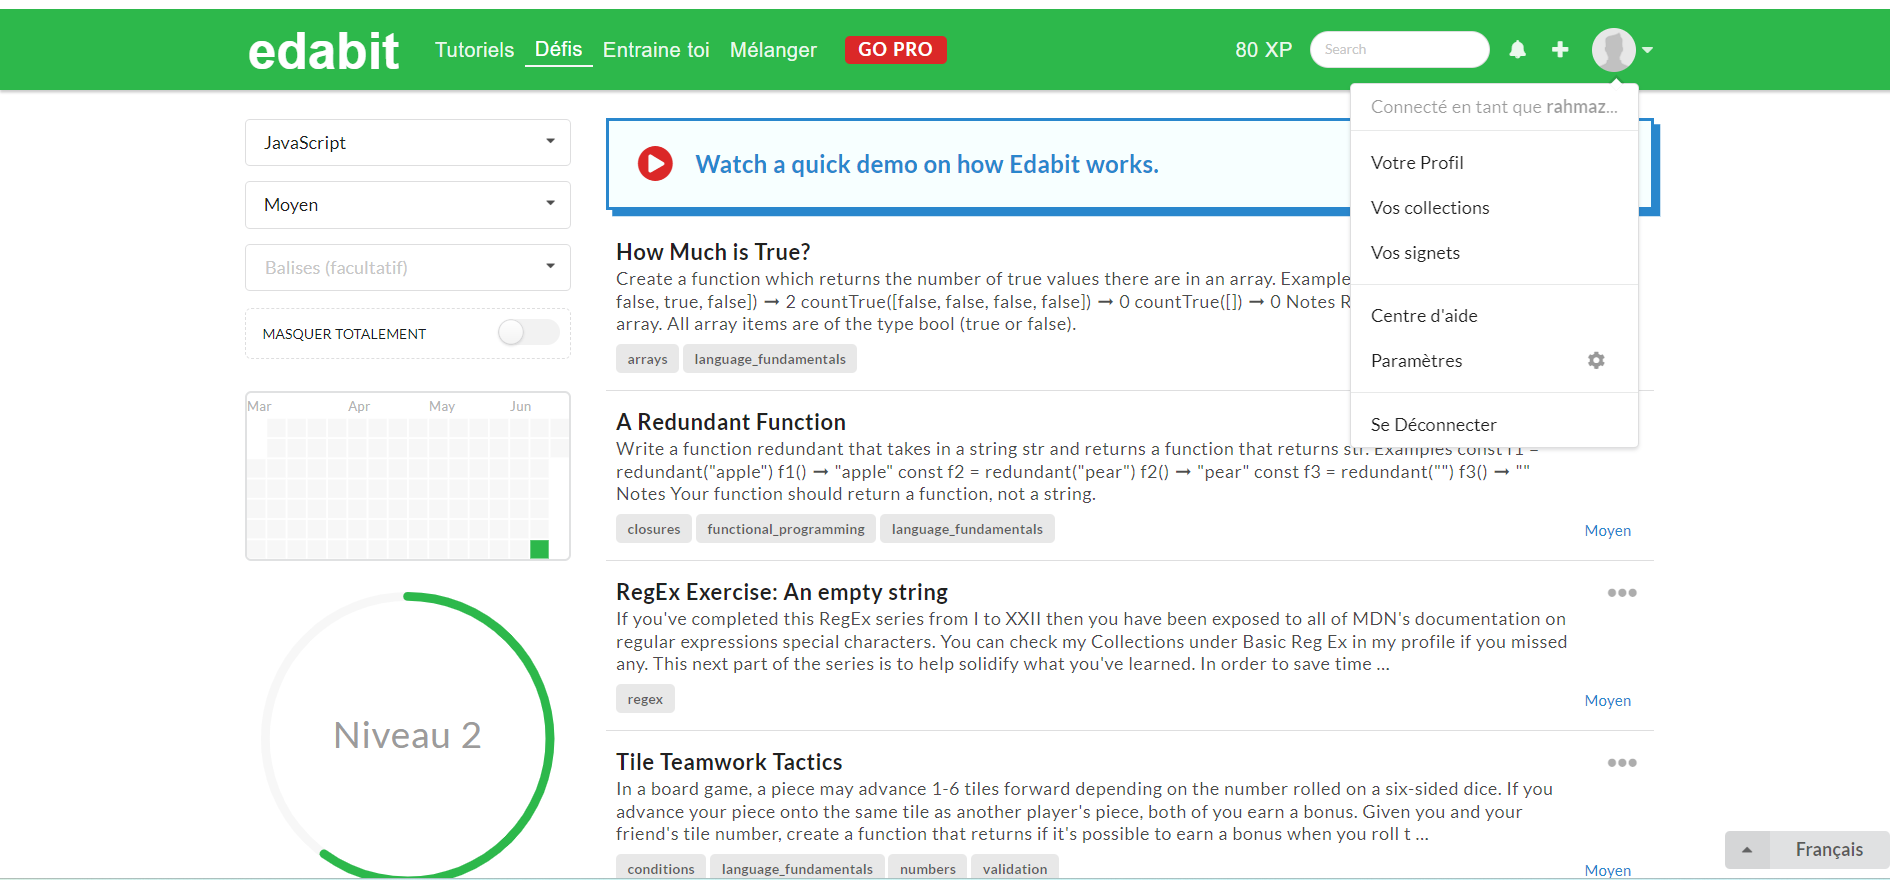 edabit
Tutoriels
Défis
Entraine toi
Mélanger
GO PRO
80 XP
Search
Connecté en tant que rahmaz...
Votre Profil
Vos collections
Vos signets
Centre d'aide
Paramètres
Se Déconnecter
JavaScript
Moyen
Balises (facultatif)
MASQUER TOTALEMENT
Mar
Apr
May
Jun
Niveau 2
Watch a quick demo on how Edabit works.
How Much is True?
Create a function which returns the number of true values there are in an array. Example
false, true, false]) ➞ 2 countTrue([false, false, false, false]) ➞ 0 countTrue([]) ➞ 0 Notes R
array. All array items are of the type bool (true or false).
arrays
language_fundamentals
A Redundant Function
Write a function redundant that takes in a string str and returns a function that returns str. Examples const f1 =
redundant("apple") f1() ➞ "apple" const f2 = redundant("pear") f2() ➞ "pear" const f3 = redundant("") f3() ➞ ""
Notes Your function should return a function, not a string.
closures
functional_programming
language_fundamentals
Moyen
RegEx Exercise: An empty string
If you've completed this RegEx series from I to XXII then you have been exposed to all of MDN's documentation on
regular expressions special characters. You can check my Collections under Basic Reg Ex in my profile if you missed
any. This next part of the series is to help solidify what you've learned. In order to save time ...
regex
Moyen
Tile Teamwork Tactics
In a board game, a piece may advance 1-6 tiles forward depending on the number rolled on a six-sided dice. If you
advance your piece onto the same tile as another player's piece, both of you earn a bonus. Given you and your
friend's tile number, create a function that returns if it's possible to earn a bonus when you roll t ...
conditions
language_fundamentals
numbers
validation
Moyen
Français